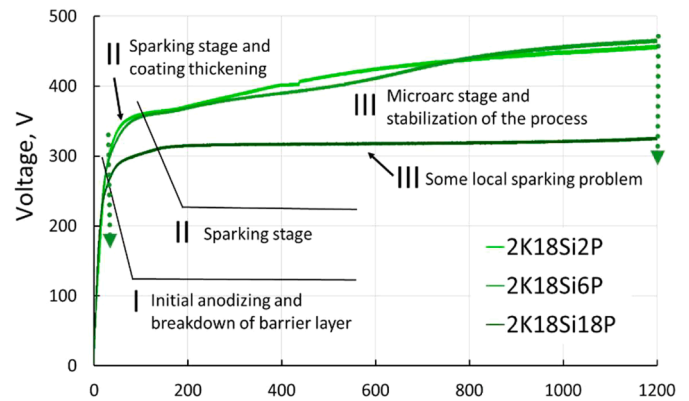 500
400
300
200
100
0
Voltage, V
II Sparking stage and
coating thickening
III Microarc stage and
stabilization of the process
III Some local sparking problem
II Sparking stage
I Initial anodizing and
breakdown of barrier layer
2K18Si2P
2K18Si6P
2K18Si18P
0 200 400 600 800 1000 1200